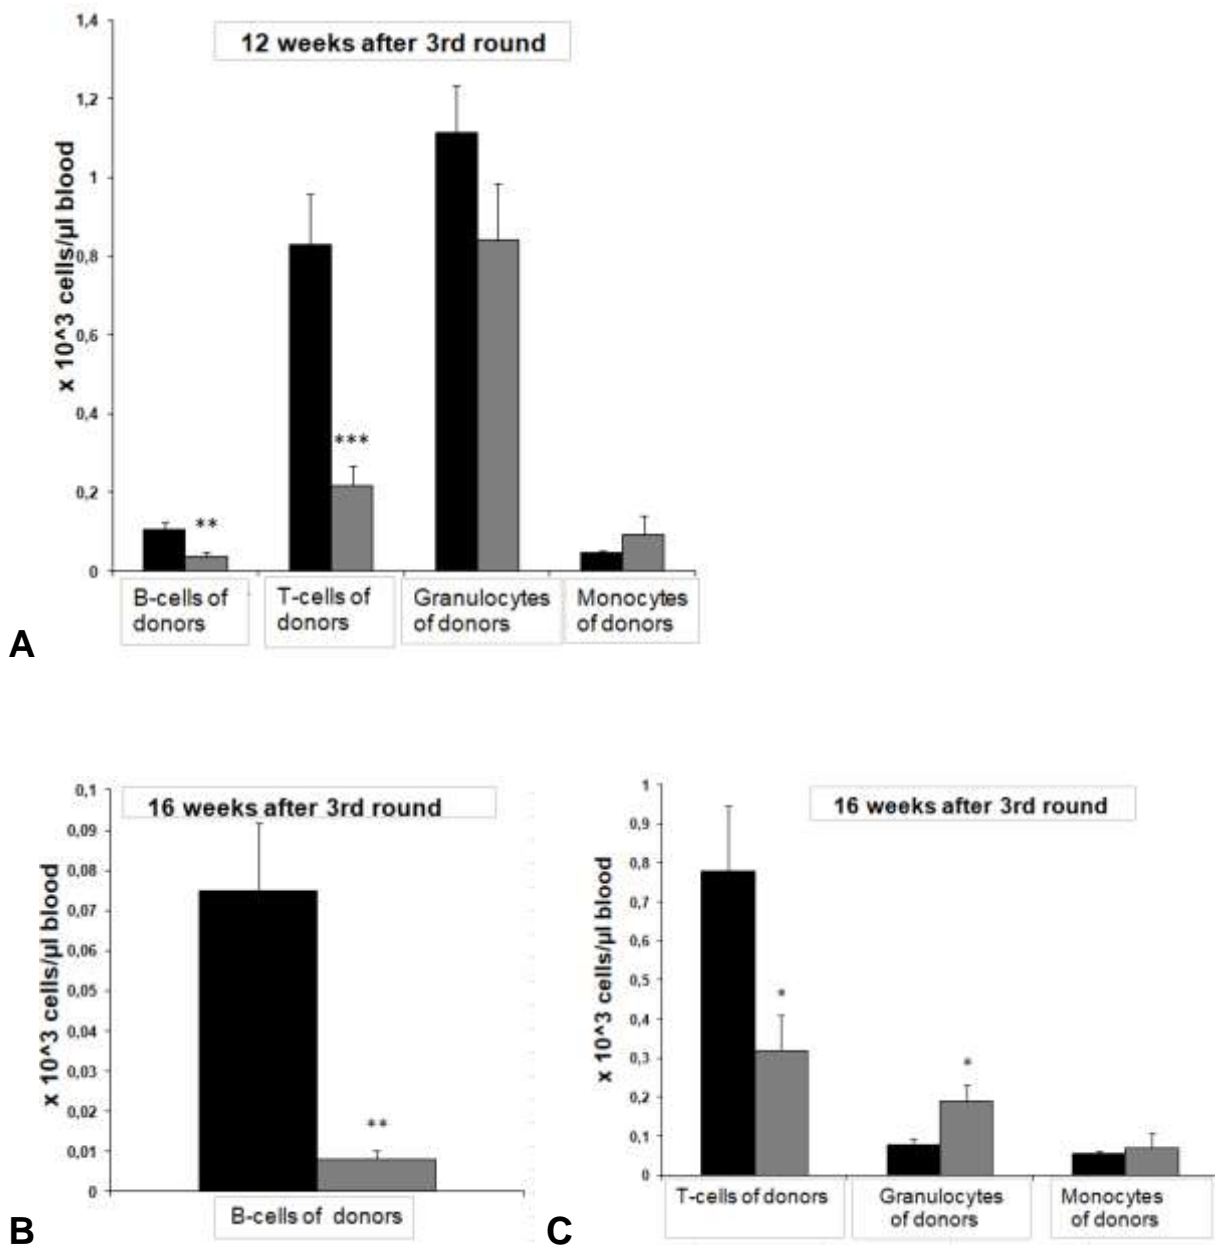 1,4
12 weeks after 3rd round
1,2
1
0,8
0,6
0,4
0,2
0
x 10^3 cells/µl blood
**
***
B-cells of
donors
T-cells of
donors
Granulocytes
of donors
Monocytes
of donors
A
0,1
16 weeks after 3rd round
0,09
0,08
0,07
0,06
0,05
0,04
0,03
0,02
0,01
0
x 10^3 cells/µl blood
**
B-cells of donors
B
1
16 weeks after 3rd round
0,9
0,8
0,7
0,6
0,5
0,4
0,3
0,2
0,1
0
x 10^3 cells/µl blood
*
*
T-cells of donors
Granulocytes
of donors
Monocytes
of donors
C